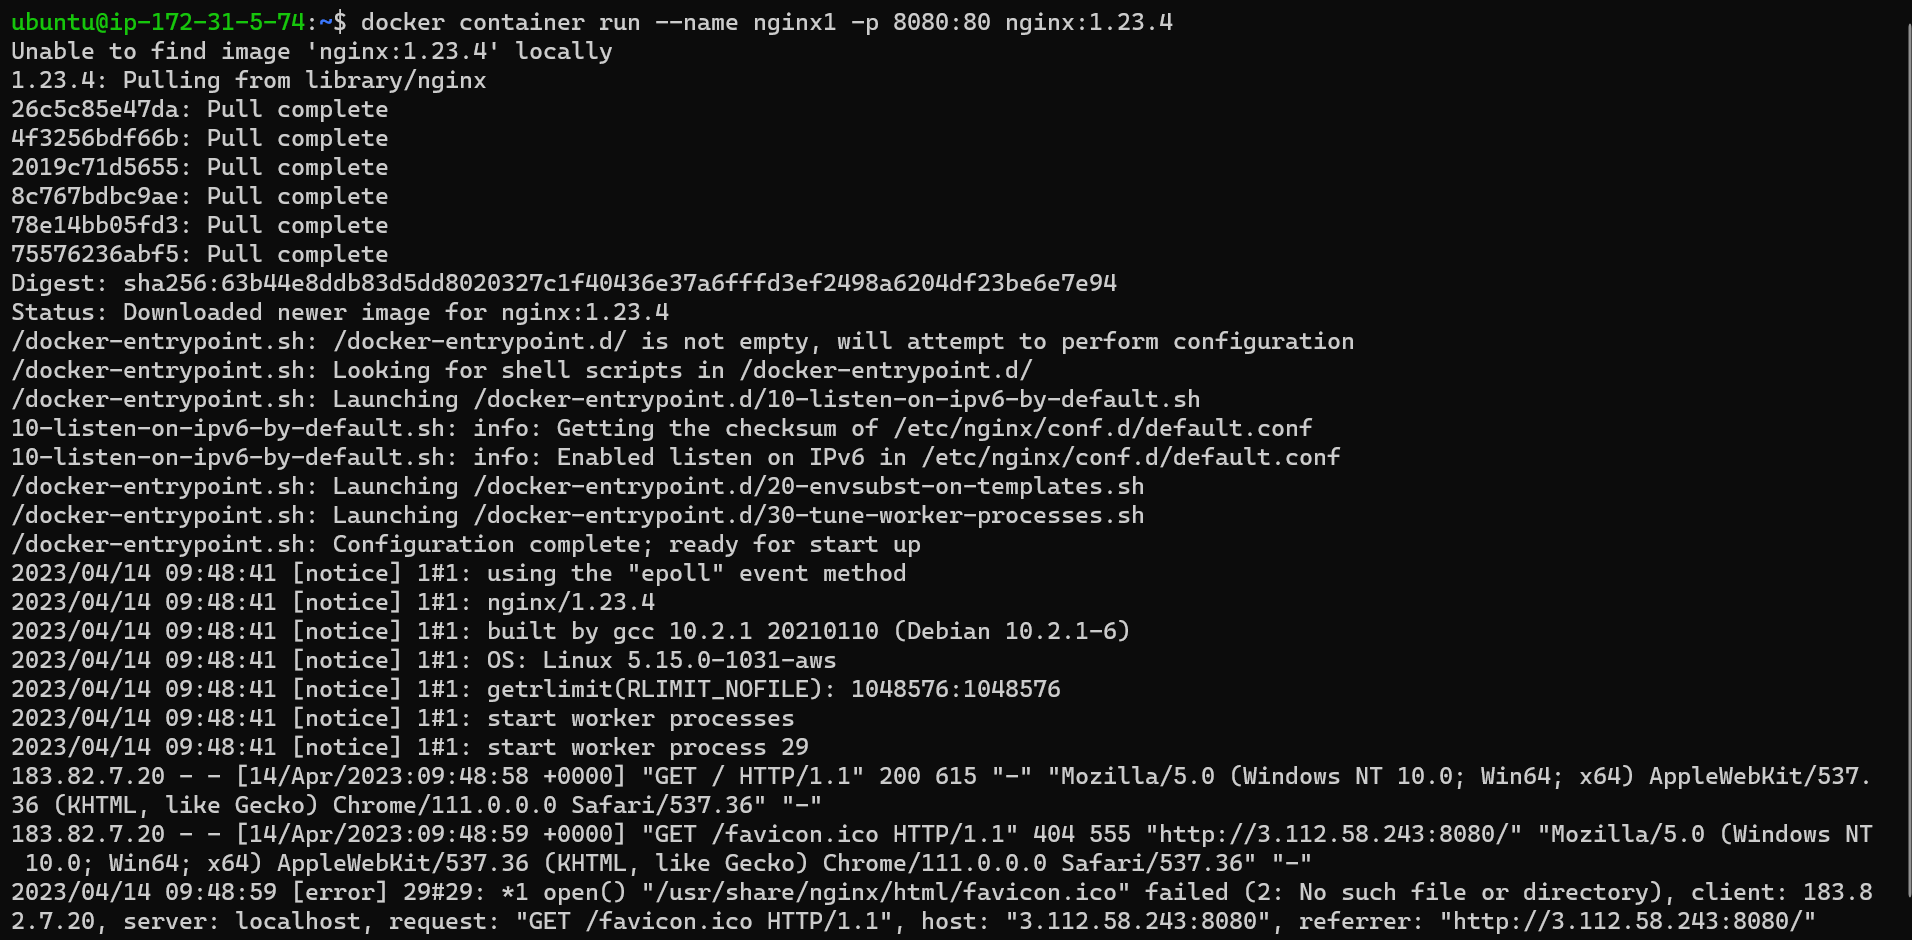 ubuntu@ip-172-31-5-74:~$ docker container run --name nginx1 -p 8080:80 nginx:1.23.4
Unable to find image 'nginx:1.23.4' locally
1.23.4: Pulling from library/nginx
26c5c85e47da: Pull complete
4f3256bdf66b: Pull complete
2019c71d5655: Pull complete
8c767bdbc9ae: Pull complete
78e14bb05fd3: Pull complete
75576236abf5: Pull complete
Digest: sha256:63b44e8ddb83d5dd8020327c1f40436e37a6fffd3ef2498a6204df23be6e7e94
Status: Downloaded newer image for nginx:1.23.4
/docker-entrypoint.sh: /docker-entrypoint.d/ is not empty, will attempt to perform configuration
/docker-entrypoint.sh: Looking for shell scripts in /docker-entrypoint.d/
/docker-entrypoint.sh: Launching /docker-entrypoint.d/10-listen-on-ipv6-by-default.sh
10-listen-on-ipv6-by-default.sh: info: Getting the checksum of /etc/nginx/conf.d/default.conf
10-listen-on-ipv6-by-default.sh: info: Enabled listen on IPv6 in /etc/nginx/conf.d/default.conf
/docker-entrypoint.sh: Launching /docker-entrypoint.d/20-envsubst-on-templates.sh
/docker-entrypoint.sh: Launching /docker-entrypoint.d/30-tune-worker-processes.sh
/docker-entrypoint.sh: Configuration complete; ready for start up
2023/04/14 09:48:41 [notice] 1#1: using the "epoll" event method
2023/04/14 09:48:41 [notice] 1#1: nginx/1.23.4
2023/04/14 09:48:41 [notice] 1#1: built by gcc 10.2.1 20210110 (Debian 10.2.1-6)
2023/04/14 09:48:41 [notice] 1#1: OS: Linux 5.15.0-1031-aws
2023/04/14 09:48:41 [notice] 1#1: getrlimit(RLIMIT_NOFILE): 1048576:1048576
2023/04/14 09:48:41 [notice] 1#1: start worker processes
2023/04/14 09:48:41 [notice] 1#1: start worker process 29
183.82.7.20 - - [14/Apr/2023:09:48:58 +0000] "GET / HTTP/1.1" 200 615 "-" "Mozilla/5.0 (Windows NT 10.0; Win64; x64) AppleWebKit/537.
36 (KHTML, like Gecko) Chrome/111.0.0.0 Safari/537.36" "-"
183.82.7.20 - - [14/Apr/2023:09:48:59 +0000] "GET /favicon.ico HTTP/1.1" 404 555 "http://3.112.58.243:8080/" "Mozilla/5.0 (Windows NT
 10.0; Win64; x64) AppleWebKit/537.36 (KHTML, like Gecko) Chrome/111.0.0.0 Safari/537.36" "-"
2023/04/14 09:48:59 [error] 29#29: *1 open() "/usr/share/nginx/html/favicon.ico" failed (2: No such file or directory), client: 183.8
2.7.20, server: localhost, request: "GET /favicon.ico HTTP/1.1", host: "3.112.58.243:8080", referrer: "http://3.112.58.243:8080/"